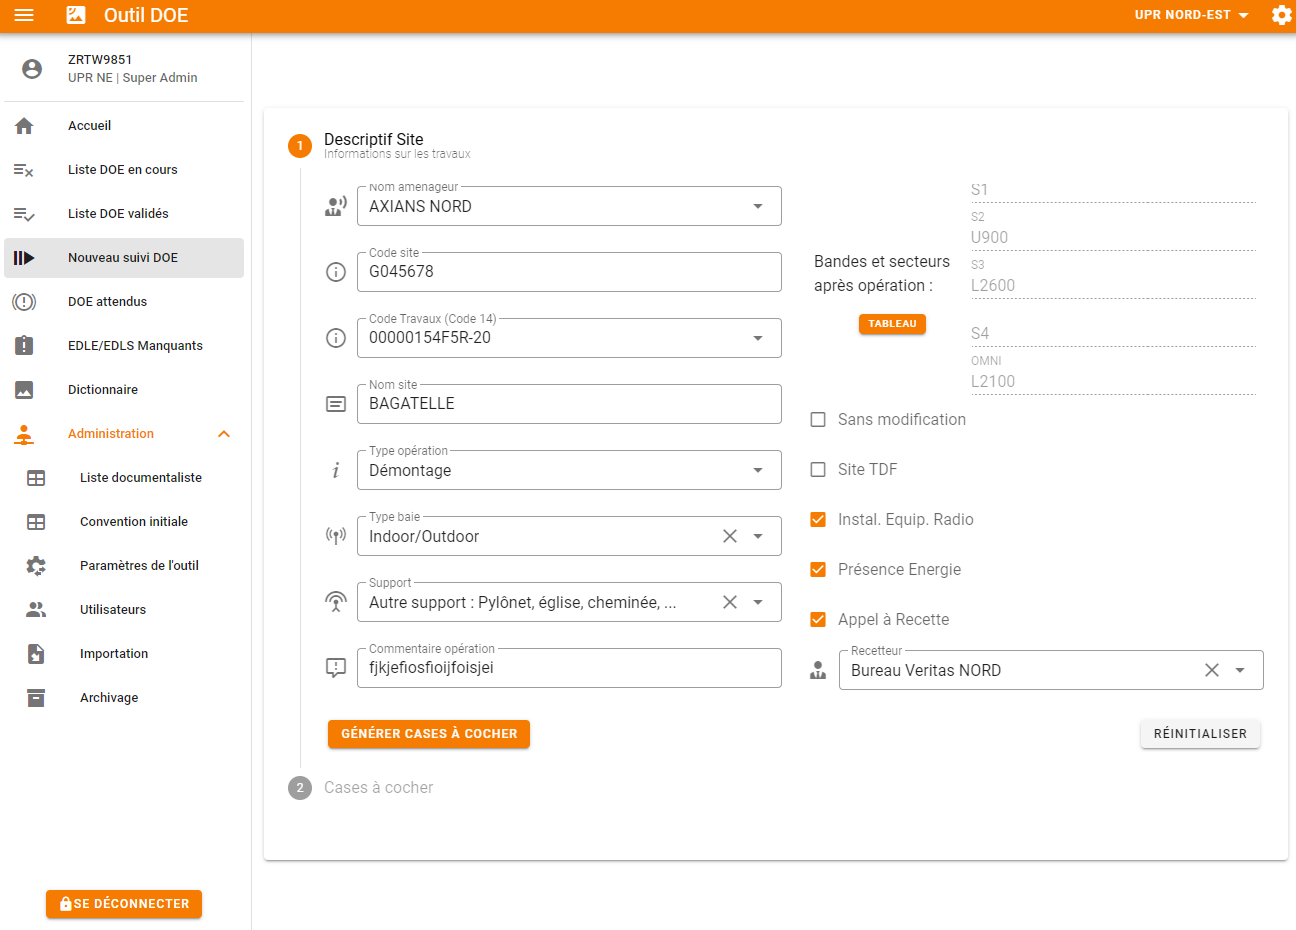 Outil DOE
UPR NORD-EST
ZRTW9851
UPR NE | Super Admin
Accueil
Liste DOE en cours
Liste DOE validés
Nouveau suivi DOE
DOE attendus
EDLE/EDLS Manquants
Dictionnaire
Administration
Liste documentaliste
Convention initiale
Paramètres de l'outil
Utilisateurs
Importation
Archivage
SE DÉCONNECTER
1
Descriptif Site
Informations sur les travaux
Nom aménageur
AXIANS NORD
Code site
G045678
Code Travaux (Code 14)
00000154F5R-20
Nom site
BAGATELLE
Type opération
Démontage
Type baie
Indoor/Outdoor
Support
Autre support : Pylônet, église, cheminée, ...
Commentaire opération
fjkjefiosfioijfoisjei
GÉNÉRER CASES À COCHER
Bandes et secteurs
après opération :
TABLEAU
S1
S2
U900
S3
L2600
S4
OMNI
L2100
Sans modification
Site TDF
Instal. Equip. Radio
Présence Energie
Appel à Recette
Recetteur
Bureau Veritas NORD
RÉINITIALISER
2
Cases à cocher